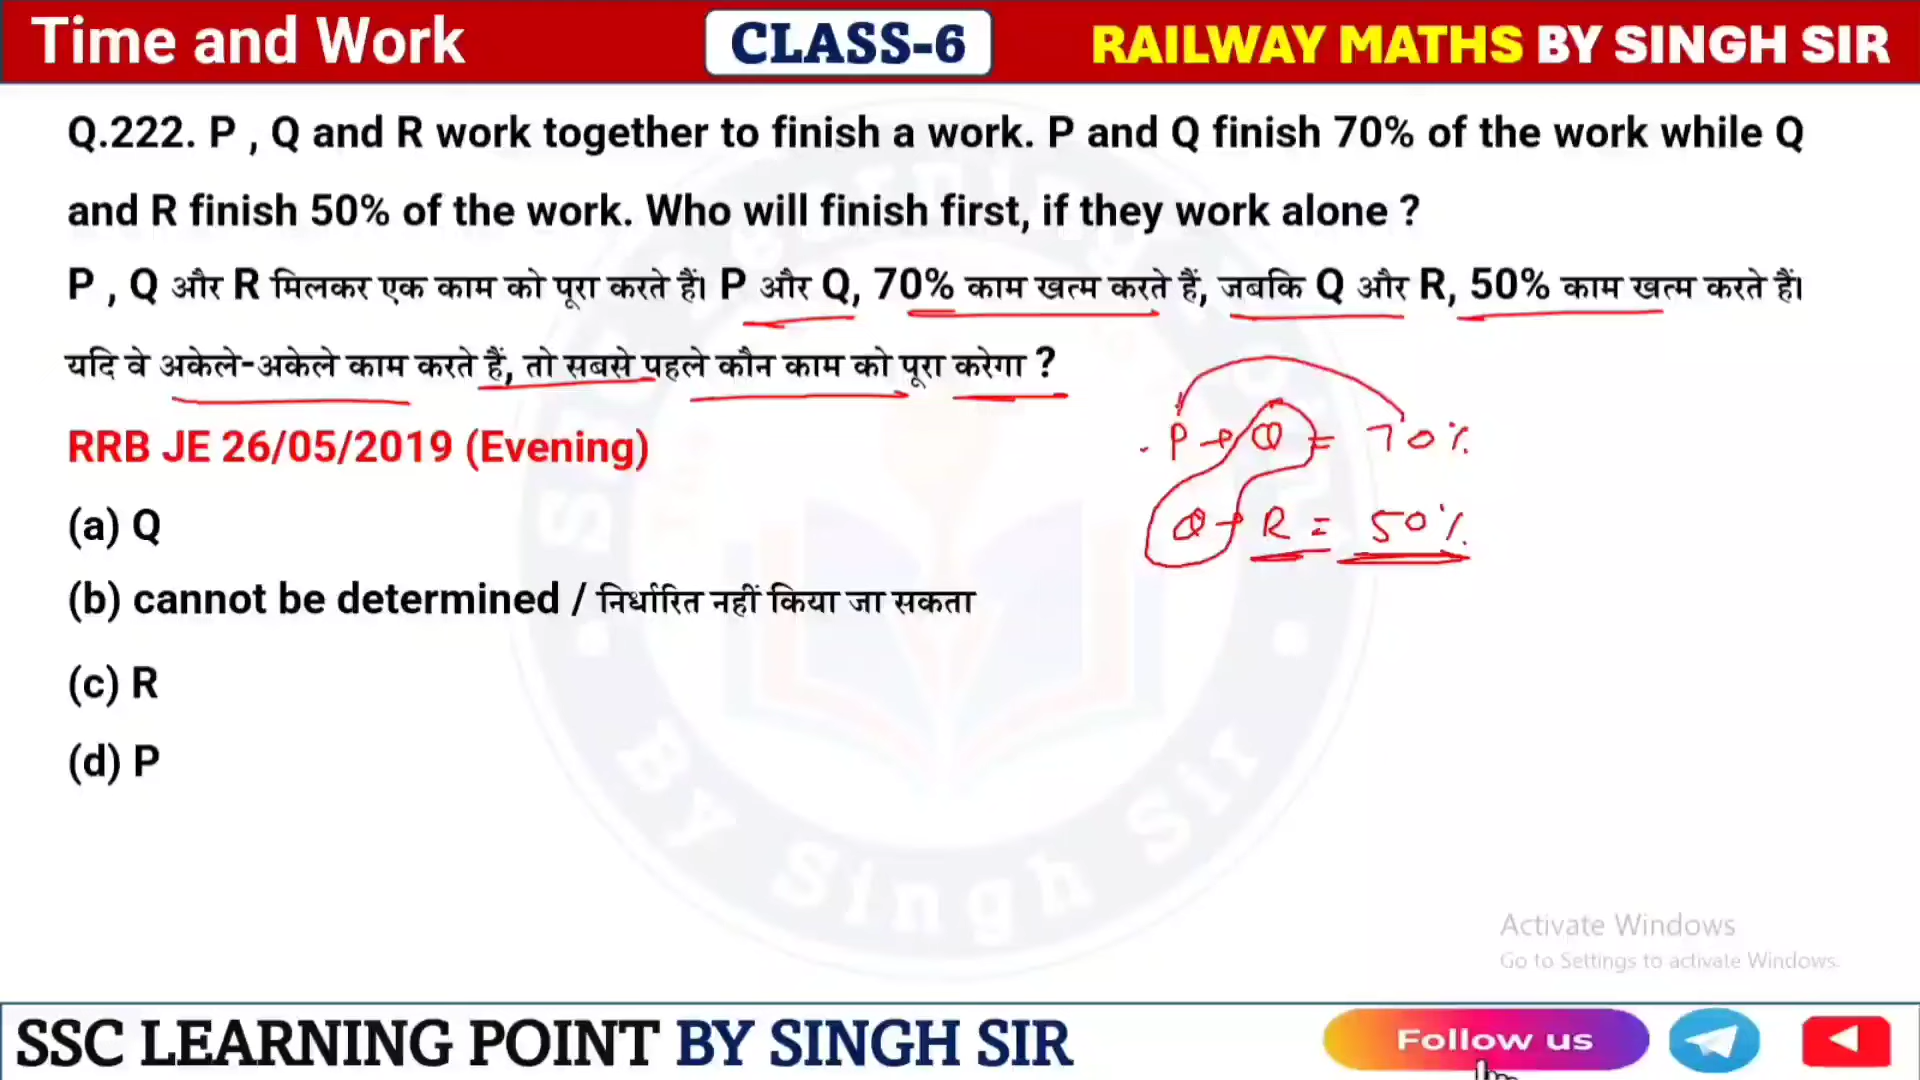 Time and Work
CLASS-6
RAILWAY MATHS BY SINGH SIR
Q.222. P , Q and R work together to finish a work. P and Q finish 70% of the work while Q
and R finish 50% of the work. Who will finish first, if they work alone ?
P , Q और R मिलकर एक काम को पूरा करते हैं। P और Q, 70% काम खत्म करते हैं, जबकि Q और R, 50% काम खत्म करते हैं।
यदि वे अकेले-अकेले काम करते हैं, तो सबसे पहले कौन काम को पूरा करेगा ?
P + Q = 70%
RRB JE 26/05/2019 (Evening)
(a) Q
Q + R = 50%
(b) cannot be determined / निर्धारित नहीं किया जा सकता
(c) R
(d) P
By Singh Sir
Activate Windows
Go to Settings to activate Windows.
SSC LEARNING POINT BY SINGH SIR
Follow us